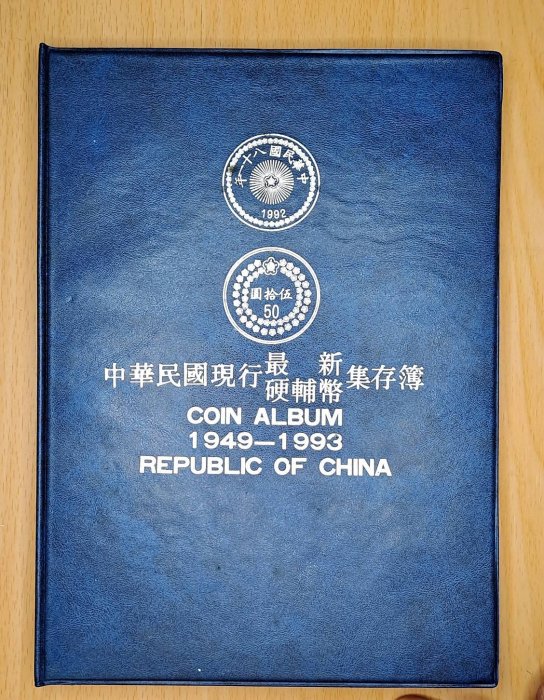 中華民國八十一年
1992
伍拾圓
50
中華民國現行最新硬輔幣集存簿
COIN ALBUM
1949—1993
REPUBLIC OF CHINA